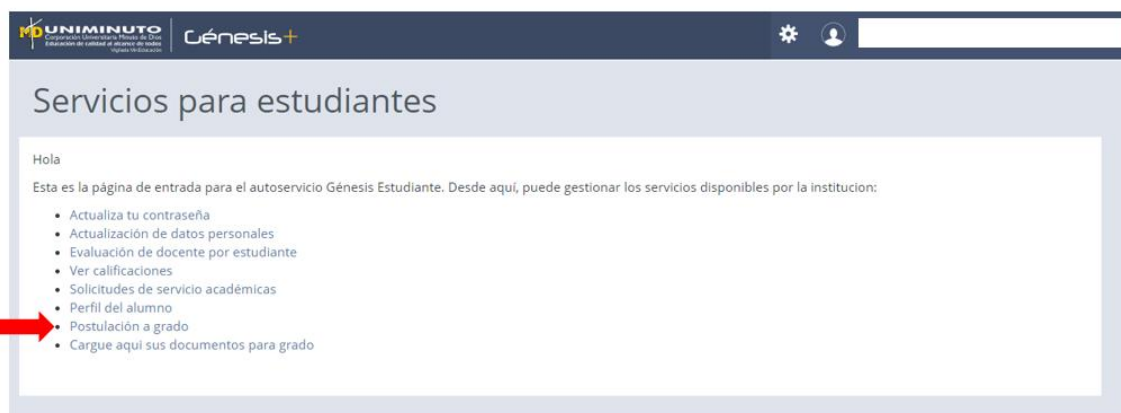 UNIMINUTO
Corporación Universitaria Minuto de Dios
Educación de calidad al alcance de todos
Vigilada MinEducación
Génesis+
Servicios para estudiantes
Hola
Esta es la página de entrada para el autoservicio Génesis Estudiante. Desde aquí, puede gestionar los servicios disponibles por la institucion:
• Actualiza tu contraseña
• Actualización de datos personales
• Evaluación de docente por estudiante
• Ver calificaciones
• Solicitudes de servicio académicas
• Perfil del alumno
• Postulación a grado
• Cargue aqui sus documentos para grado